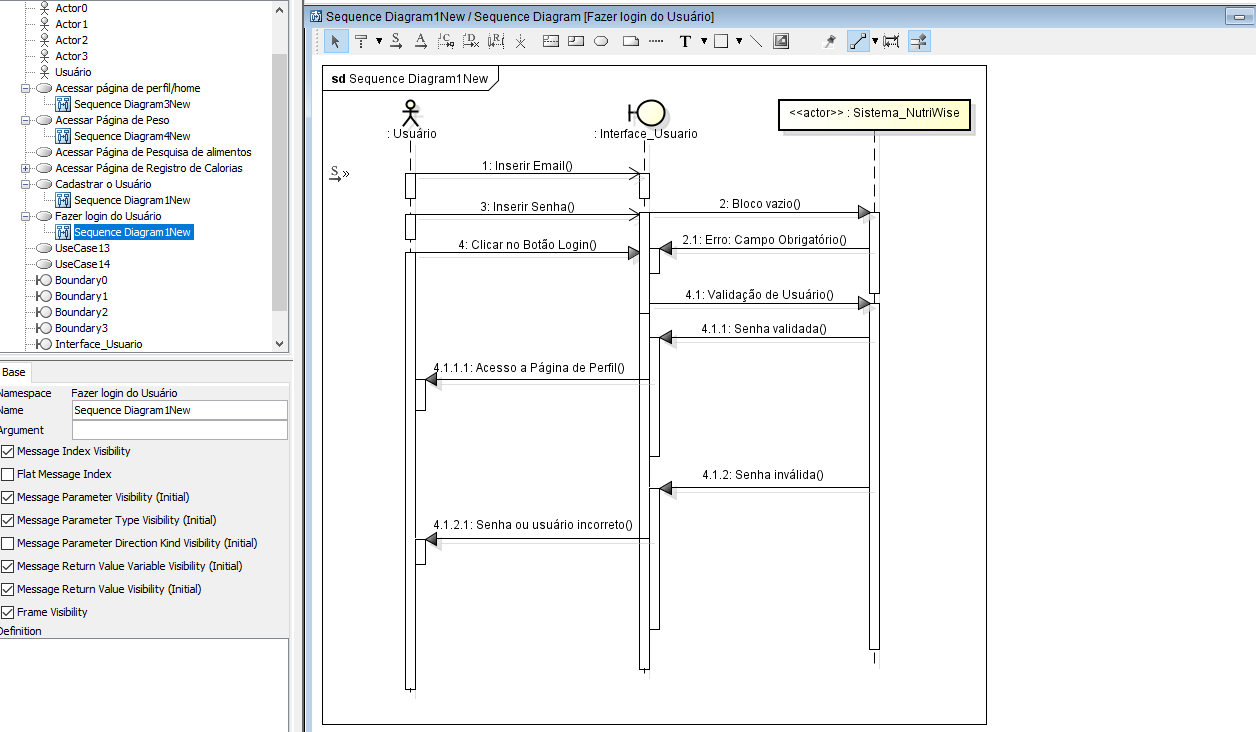 Actor0
Actor1
Actor2
Actor3
Usuário
Acessar página de perfil/home
Sequence Diagram3New
Acessar Página de Peso
Sequence Diagram4New
Acessar Página de Pesquisa de alimentos
Acessar Página de Registro de Calorias
Cadastrar o Usuário
Sequence Diagram1New
Fazer login do Usuário
Sequence Diagram1New
UseCase13
UseCase14
Boundary0
Boundary1
Boundary2
Boundary3
Interface_Usuario
Base
Namespace Fazer login do Usuário
Name Sequence Diagram1New
Argument
Message Index Visibility
Flat Message Index
Message Parameter Visibility (Initial)
Message Parameter Type Visibility (Initial)
Message Parameter Direction Kind Visibility (Initial)
Message Return Value Variable Visibility (Initial)
Message Return Value Visibility (Initial)
Frame Visibility
Definition
Sequence Diagram1New / Sequence Diagram [Fazer login do Usuário]
S A C D R T
sd Sequence Diagram1New
: Usuário
: Interface_Usuario
<<actor>> : Sistema_NutriWise
S »
1: Inserir Email()
2: Bloco vazio()
3: Inserir Senha()
2.1: Erro: Campo Obrigatório()
4: Clicar no Botão Login()
4.1: Validação de Usuário()
4.1.1: Senha validada()
4.1.1.1: Acesso a Página de Perfil()
4.1.2: Senha inválida()
4.1.2.1: Senha ou usuário incorreto()